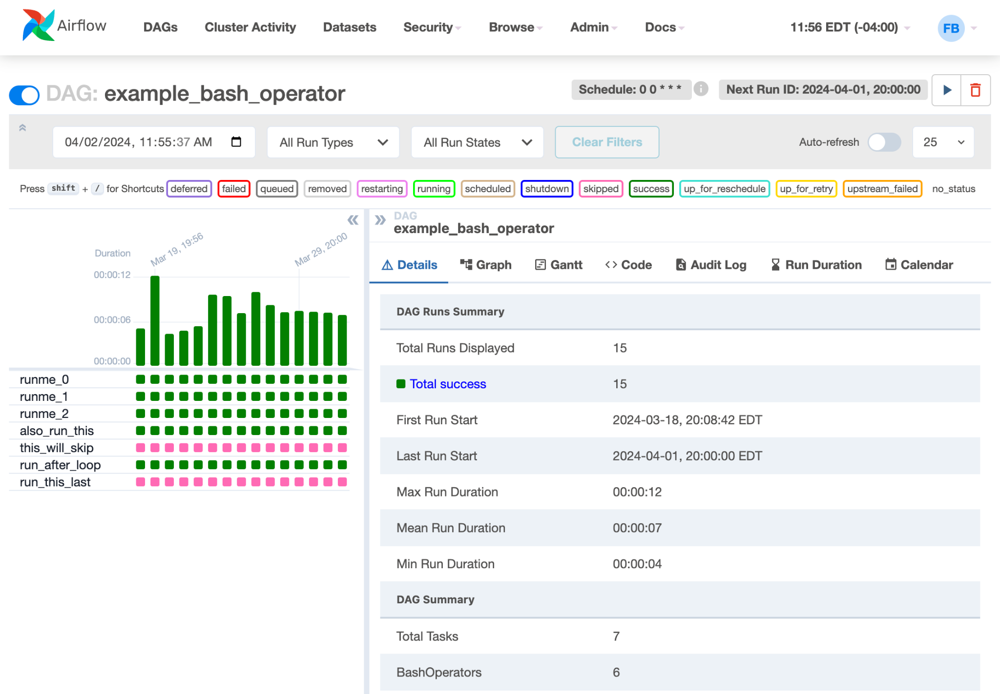 Airflow DAGs Cluster Activity Datasets Security Browse Admin Docs 11:56 EDT (-04:00) FB
DAG: example_bash_operator Schedule: 0 0 * * * i Next Run ID: 2024-04-01, 20:00:00
04/02/2024, 11:55:37 AM All Run Types All Run States Clear Filters Auto-refresh 25
Press shift + / for Shortcuts deferred failed queued removed restarting running scheduled shutdown skipped success up_for_reschedule up_for_retry upstream_failed no_status
Duration
Mar 19, 19:56
Mar 29, 20:00
00:00:12
00:00:06
00:00:00
runme_0
runme_1
runme_2
also_run_this
this_will_skip
run_after_loop
run_this_last
DAG
example_bash_operator
Details Graph Gantt Code Audit Log Run Duration Calendar
DAG Runs Summary
Total Runs Displayed 15
Total success 15
First Run Start 2024-03-18, 20:08:42 EDT
Last Run Start 2024-04-01, 20:00:00 EDT
Max Run Duration 00:00:12
Mean Run Duration 00:00:07
Min Run Duration 00:00:04
DAG Summary
Total Tasks 7
BashOperators 6